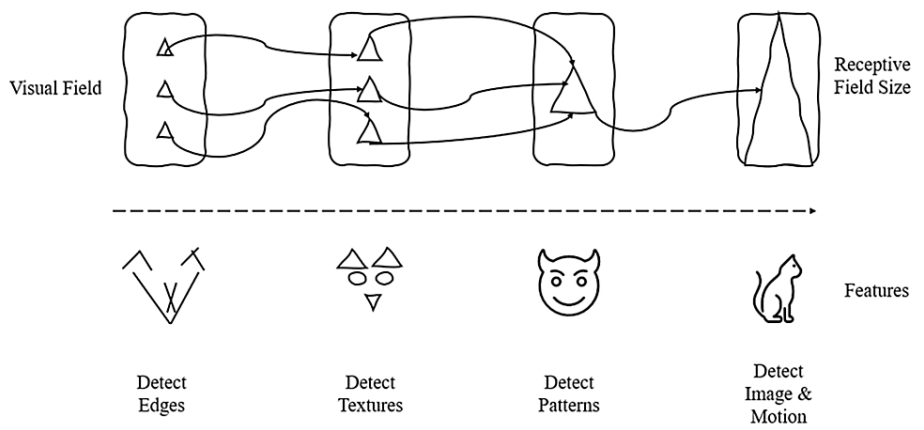 Visual Field
Receptive
Field Size
Features
Detect
Edges
Detect
Textures
Detect
Patterns
Detect
Image &
Motion